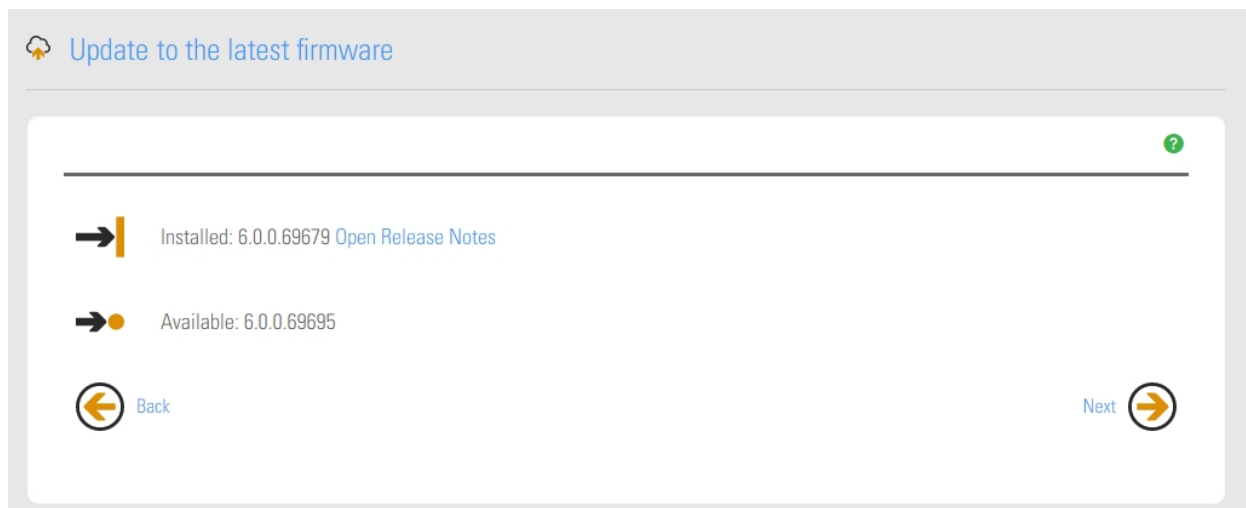 Update to the latest firmware
?
Installed: 6.0.0.69679 Open Release Notes
Available: 6.0.0.69695
Back
Next